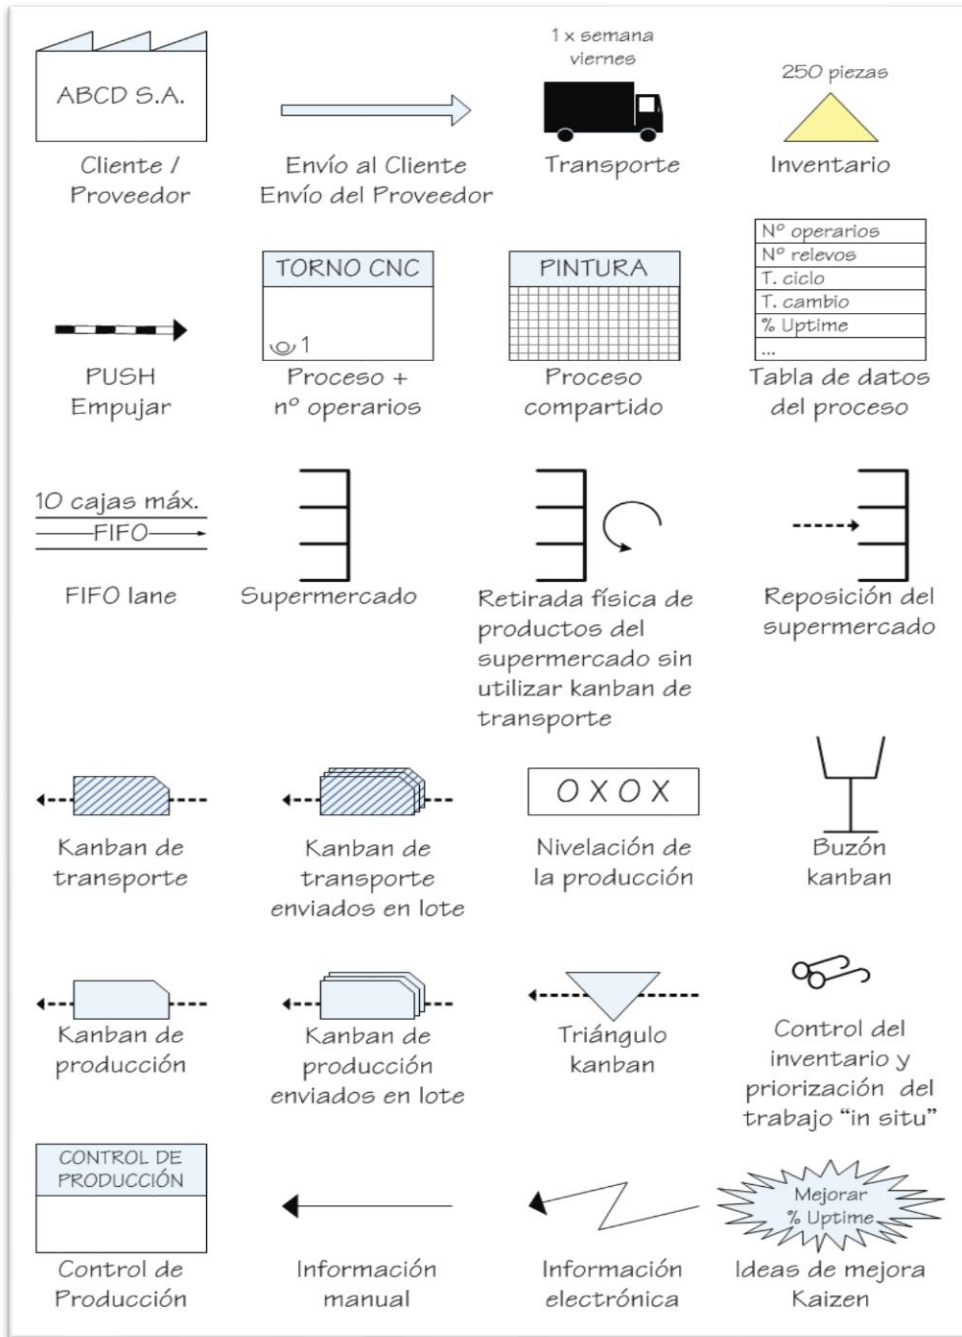 ABCD S.A.
Cliente /
Proveedor
Envío al Cliente
Envío del Proveedor
1 x semana
viernes
Transporte
250 piezas
Inventario
PUSH
Empujar
TORNO CNC
1
Proceso +
nº operarios
PINTURA
Proceso
compartido
Nº operarios
Nº relevos
T. ciclo
T. cambio
% Uptime
...
Tabla de datos
del proceso
10 cajas máx.
FIFO
FIFO lane
Supermercado
Retirada física de
productos del
supermercado sin
utilizar kanban de
transporte
Reposición del
supermercado
Kanban de
transporte
Kanban de
transporte
enviados en lote
O X O X
Nivelación de
la producción
Buzón
kanban
Kanban de
producción
Kanban de
producción
enviados en lote
Triángulo
kanban
Control del
inventario y
priorización del
trabajo “in situ”
CONTROL DE
PRODUCCIÓN
Control de
Producción
Información
manual
Información
electrónica
Mejorar
% Uptime
Ideas de mejora
Kaizen